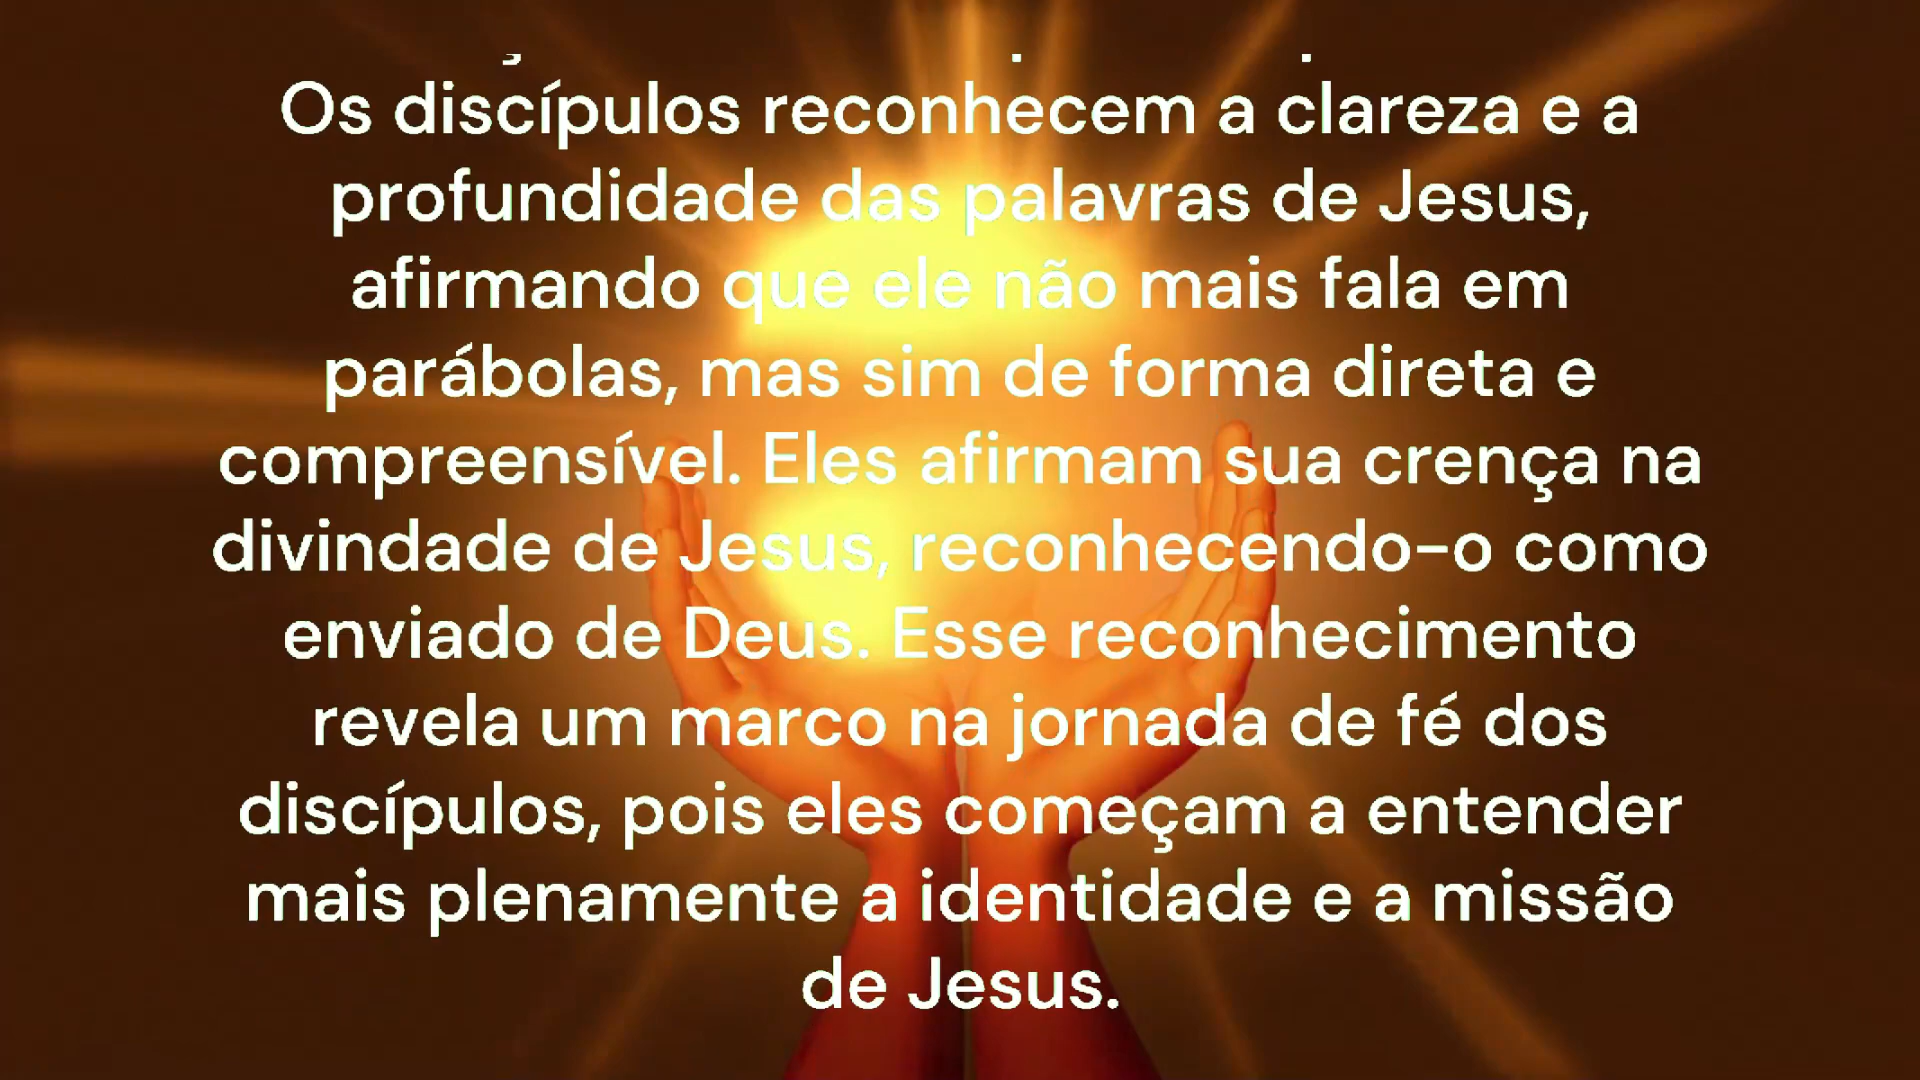 Os discípulos reconhecem a clareza e a
profundidade das palavras de Jesus,
afirmando que ele não mais fala em
parábolas, mas sim de forma direta e
compreensível. Eles afirmam sua crença na
divindade de Jesus, reconhecendo-o como
enviado de Deus. Esse reconhecimento
revela um marco na jornada de fé dos
discípulos, pois eles começam a entender
mais plenamente a identidade e a missão
de Jesus.